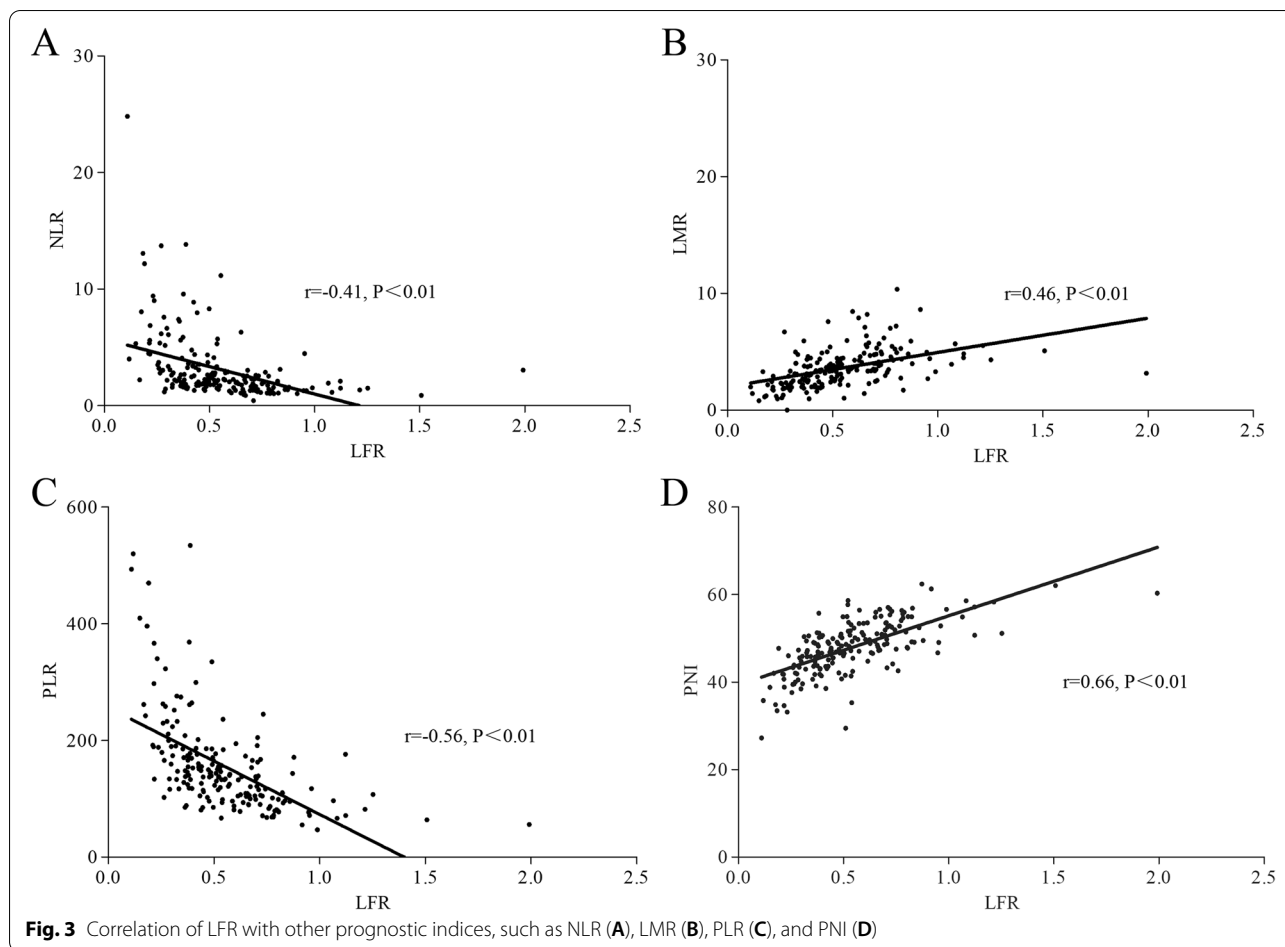 A
30
20
10
0
NLR
r=-0.41, P<0.01
0.0 0.5 1.0 1.5 2.0 2.5
LFR
B
30
20
10
0
LMR
r=0.46, P<0.01
0.0 0.5 1.0 1.5 2.0 2.5
LFR
C
600
400
200
0
PLR
r=-0.56, P<0.01
0.0 0.5 1.0 1.5 2.0 2.5
LFR
D
80
60
40
20
0
PNI
r=0.66, P<0.01
0.0 0.5 1.0 1.5 2.0 2.5
LFR
Fig. 3 Correlation of LFR with other prognostic indices, such as NLR (A), LMR (B), PLR (C), and PNI (D)